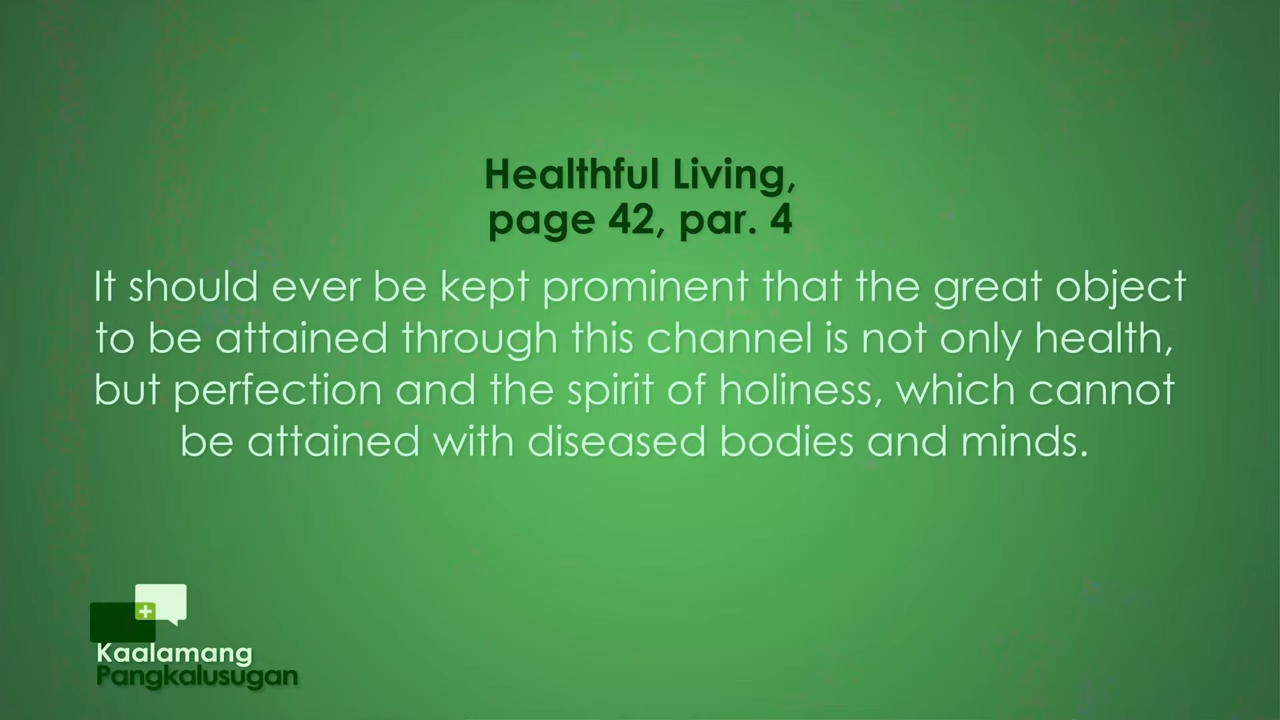 Healthful Living,
page 42, par. 4
It should ever be kept prominent that the great object
to be attained through this channel is not only health,
but perfection and the spirit of holiness, which cannot
be attained with diseased bodies and minds.
Kaalamang
Pangkalusugan